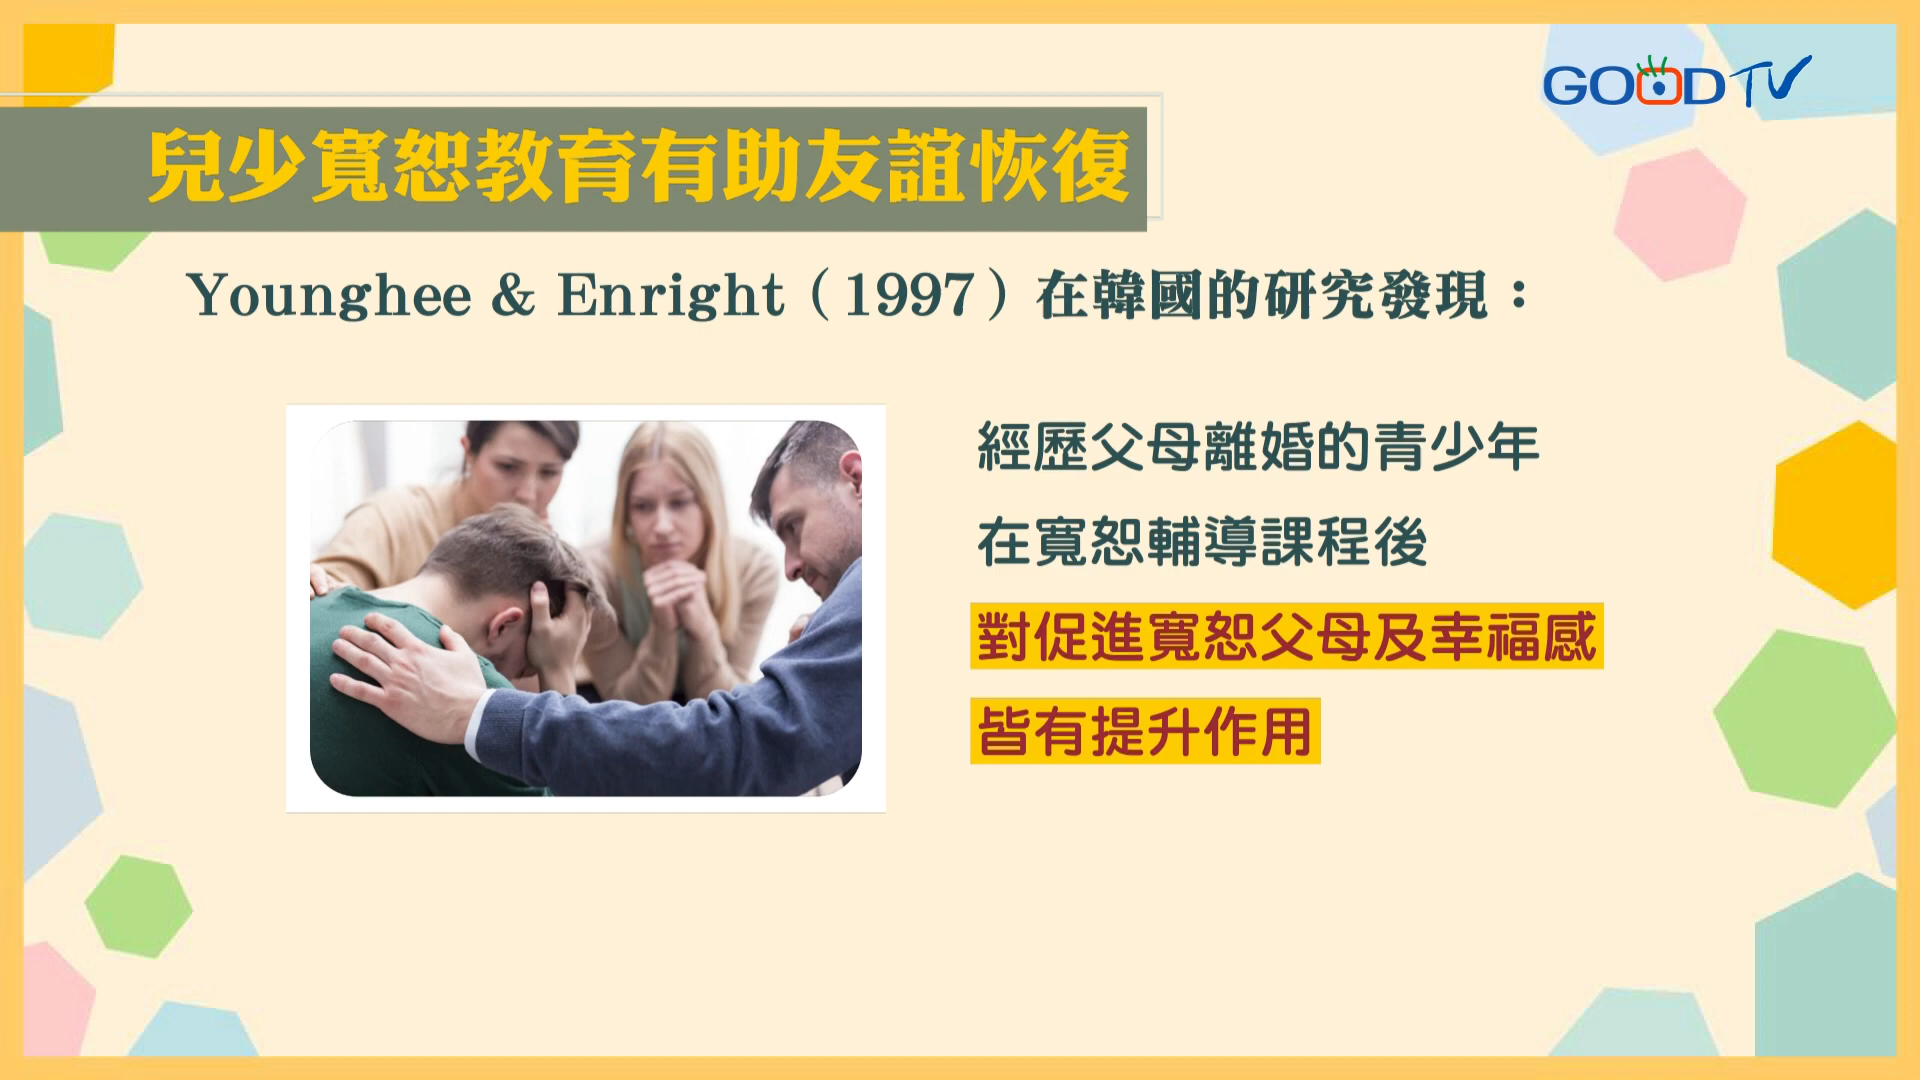 GOOD TV
兒少寬恕教育有助友誼恢復
Younghee & Enright（1997）在韓國的研究發現：
經歷父母離婚的青少年
在寬恕輔導課程後
對促進寬恕父母及幸福感
皆有提升作用